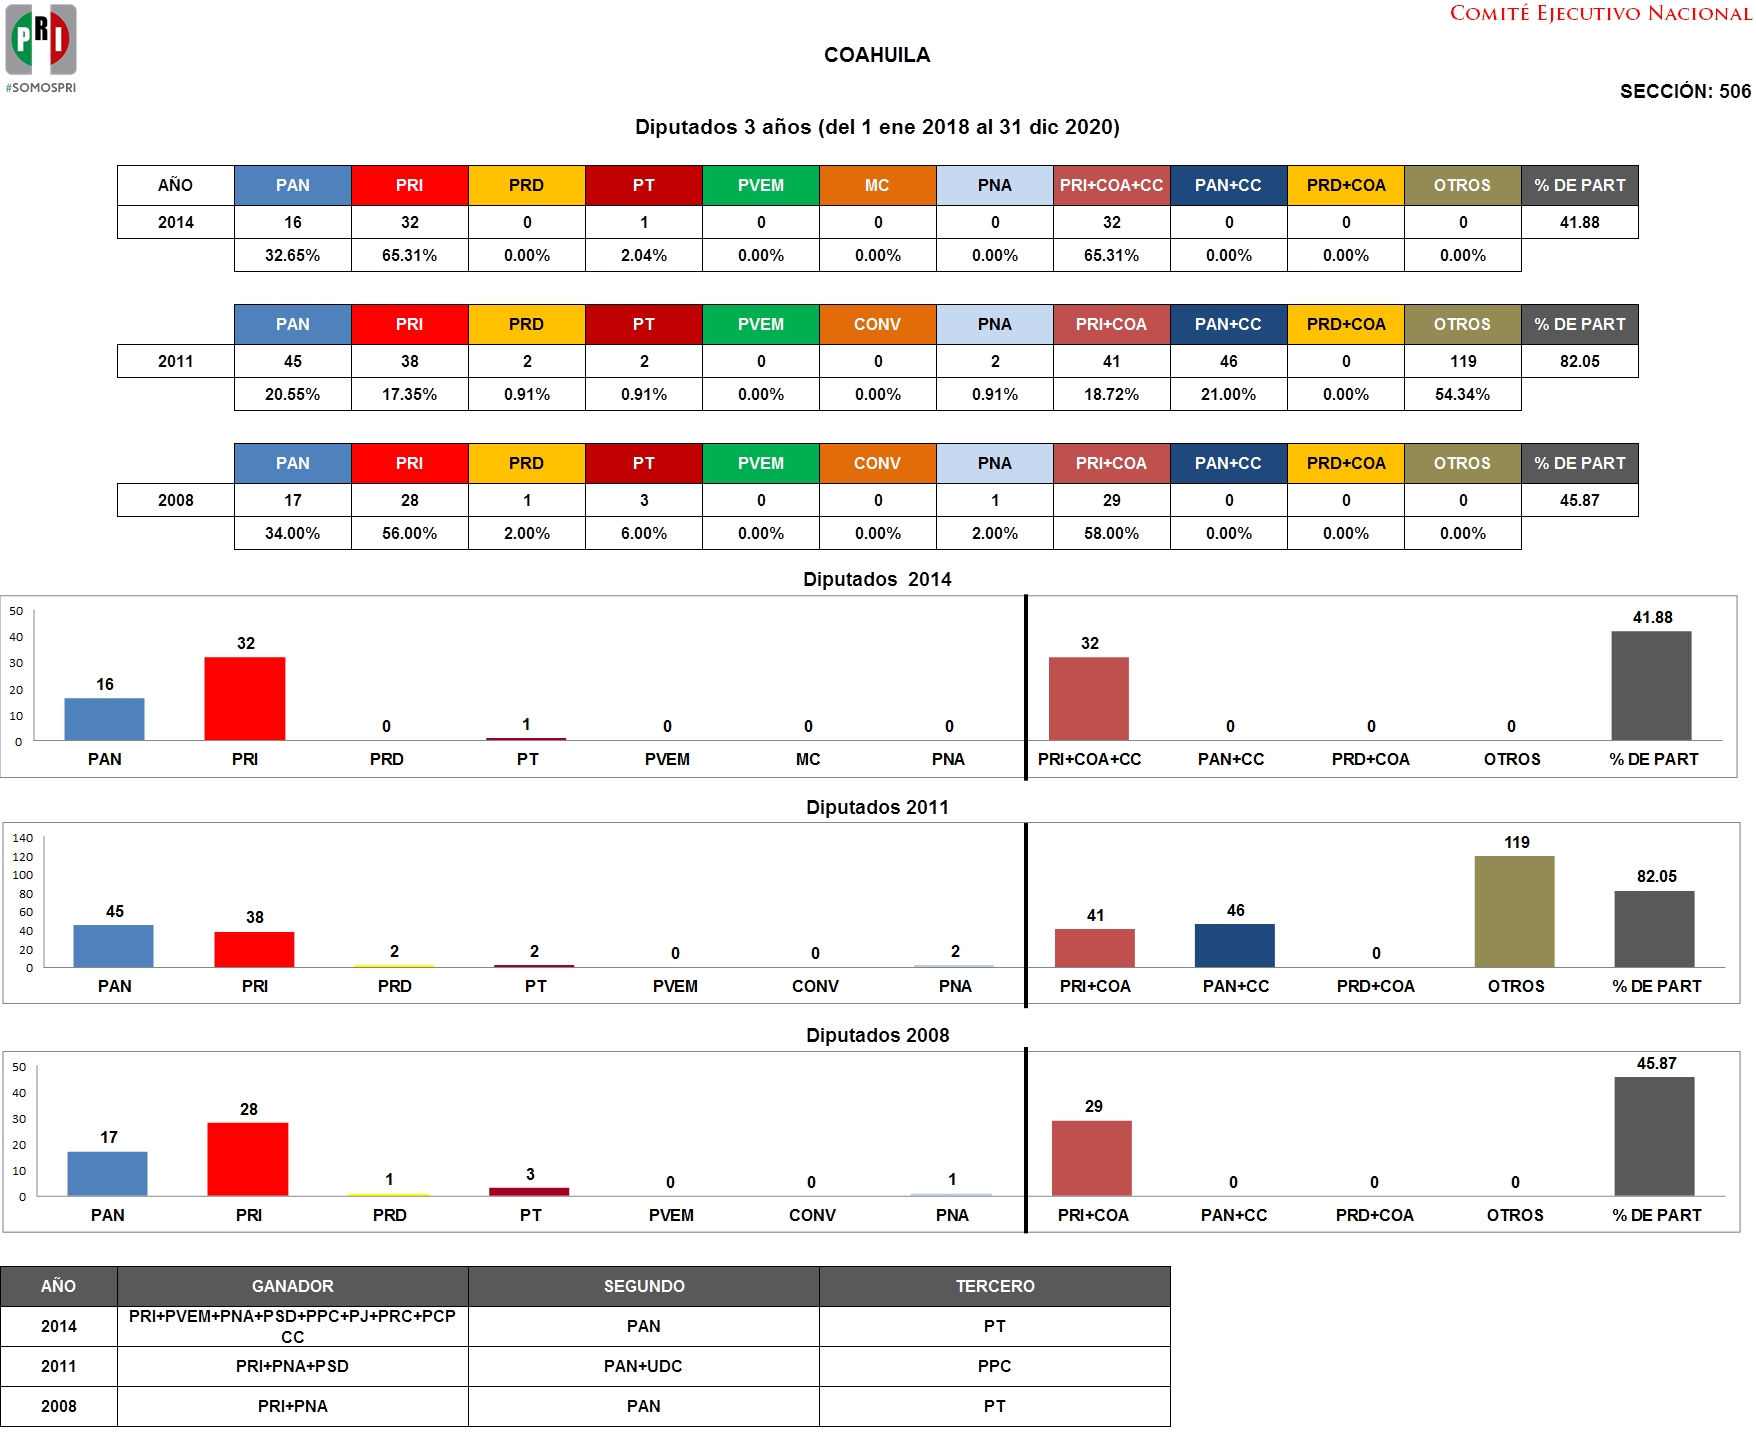 PRI
#SOMOSPRI
COMITÉ EJECUTIVO NACIONAL
COAHUILA
SECCIÓN: 506
Diputados 3 años (del 1 ene 2018 al 31 dic 2020)
AÑO PAN PRI PRD PT PVEM MC PNA PRI+COA+CC PAN+CC PRD+COA OTROS % DE PART
2014 16 32 0 1 0 0 0 32 0 0 0 41.88
32.65% 65.31% 0.00% 2.04% 0.00% 0.00% 0.00% 65.31% 0.00% 0.00% 0.00%
PAN PRI PRD PT PVEM CONV PNA PRI+COA PAN+CC PRD+COA OTROS % DE PART
2011 45 38 2 2 0 0 2 41 46 0 119 82.05
20.55% 17.35% 0.91% 0.91% 0.00% 0.00% 0.91% 18.72% 21.00% 0.00% 54.34%
PAN PRI PRD PT PVEM CONV PNA PRI+COA PAN+CC PRD+COA OTROS % DE PART
2008 17 28 1 3 0 0 1 29 0 0 0 45.87
34.00% 56.00% 2.00% 6.00% 0.00% 0.00% 2.00% 58.00% 0.00% 0.00% 0.00%
Diputados 2014
50
40
30
20
10
0
16 32 0 1 0 0 0 32 0 0 0 41.88
PAN PRI PRD PT PVEM MC PNA PRI+COA+CC PAN+CC PRD+COA OTROS % DE PART
Diputados 2011
140
120
100
80
60
40
20
0
45 38 2 2 0 0 2 41 46 0 119 82.05
PAN PRI PRD PT PVEM CONV PNA PRI+COA PAN+CC PRD+COA OTROS % DE PART
Diputados 2008
50
40
30
20
10
0
17 28 1 3 0 0 1 29 0 0 0 45.87
PAN PRI PRD PT PVEM CONV PNA PRI+COA PAN+CC PRD+COA OTROS % DE PART
AÑO GANADOR SEGUNDO TERCERO
2014 PRI+PVEM+PNA+PSD+PPC+PJ+PRC+PCP CC PAN PT
2011 PRI+PNA+PSD PAN+UDC PPC
2008 PRI+PNA PAN PT